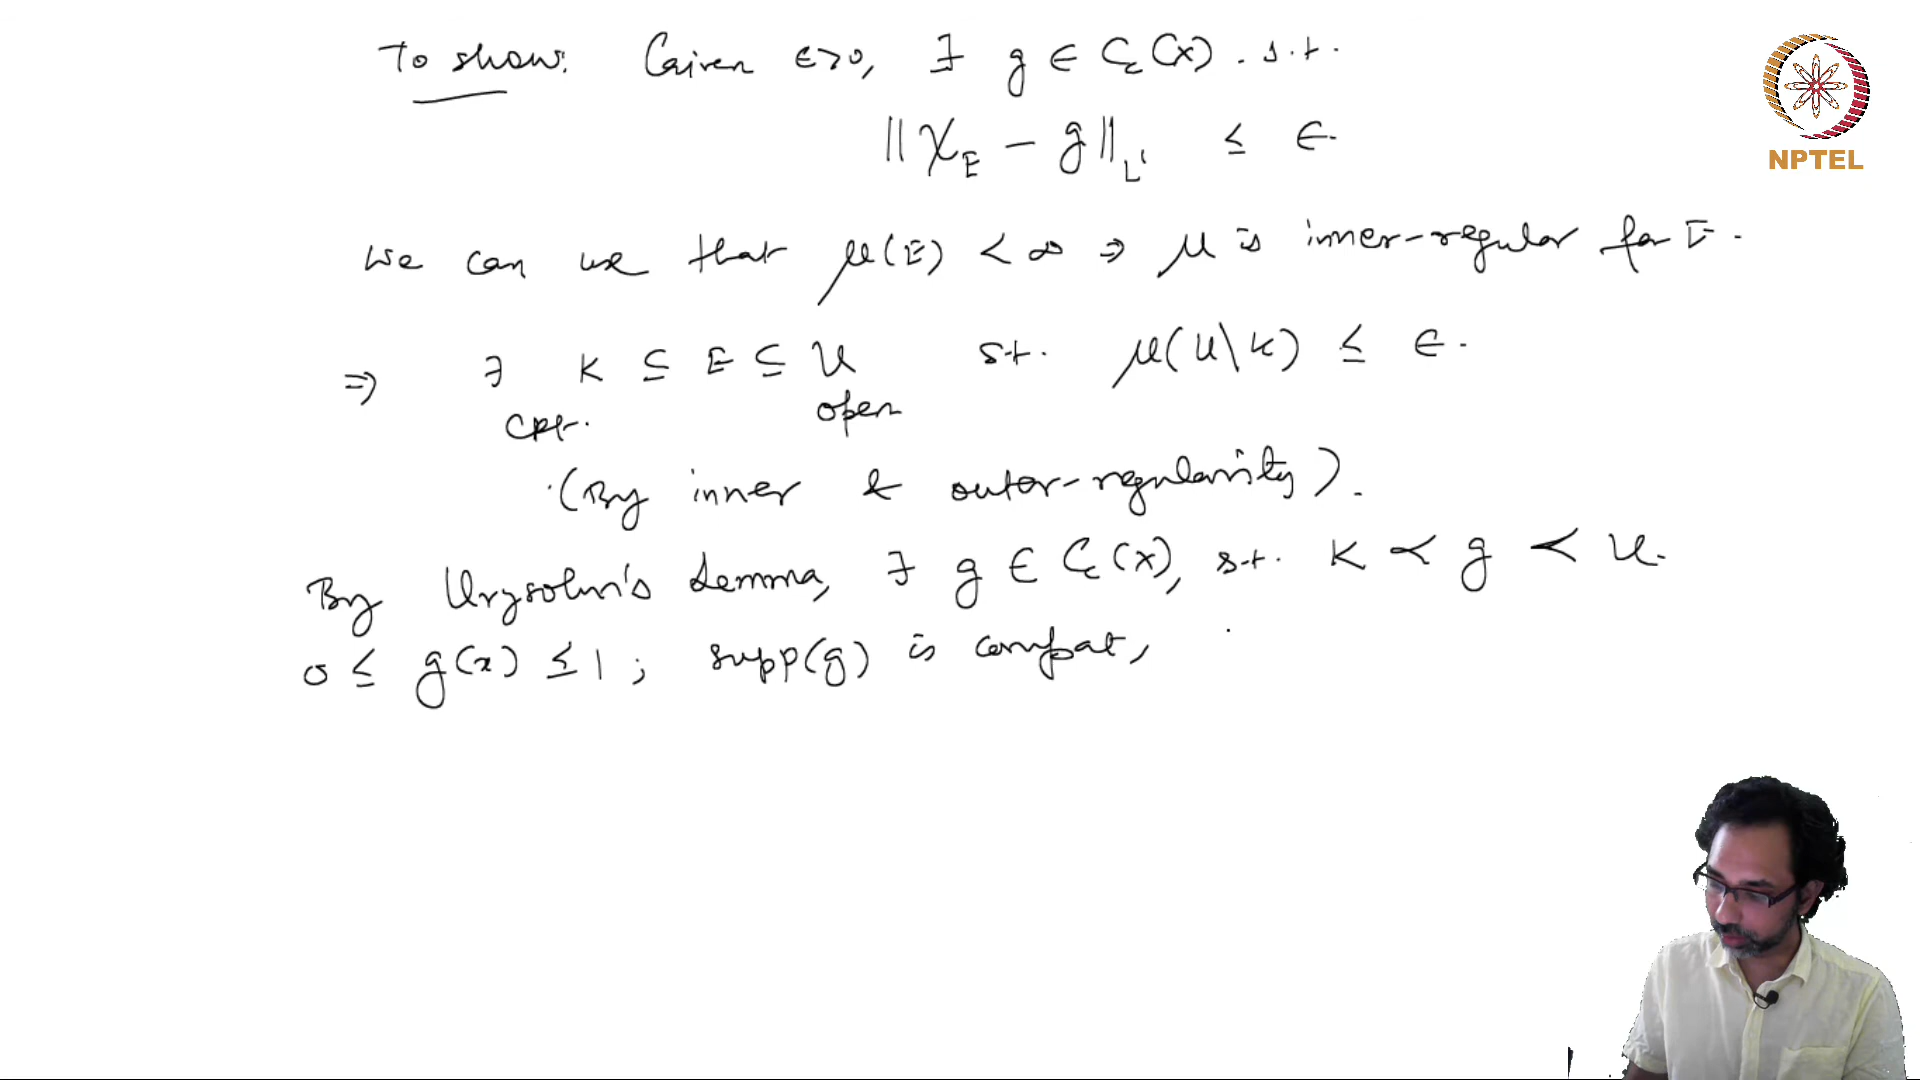 To show: Given ϵ>0, ∃ g ∈ C_c(X). s.t.
NPTEL
‖χ_E − g‖_{L¹} ≤ ϵ.
We can use that μ(E) < ∞ ⇒ μ is inner-regular for E.
⇒ ∃ K ⊆ E ⊆ U s.t. μ(U\K) ≤ ϵ.
cpt. open
(By inner & outer-regularity).
By Urysohn's Lemma, ∃ g ∈ C_c(X), s.t. K ≺ g ≺ U.
0 ≤ g(x) ≤ 1 ; supp(g) is compat,